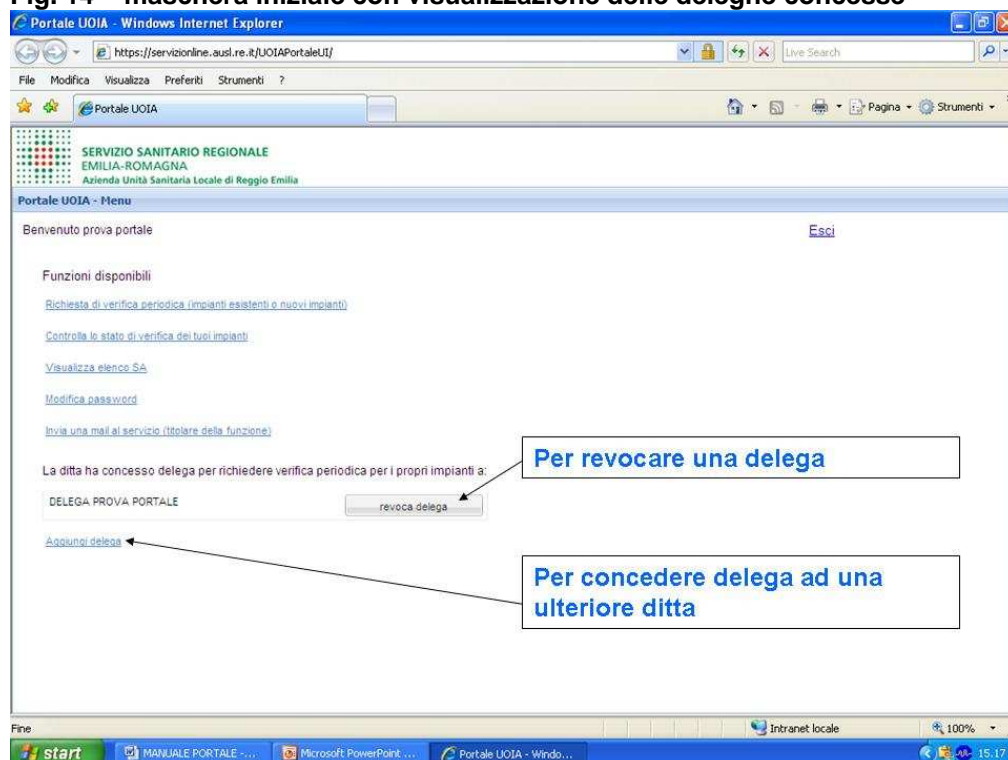 Fig. 14 – maschera iniziale con visualizzazione delle deleghe concesse
Portale UOIA - Windows Internet Explorer
https://servizionline.ausl.re.it/UOIAPortaleUI/
Live Search
File Modifica Visualizza Preferiti Strumenti ?
Portale UOIA
Pagina
Strumenti
SERVIZIO SANITARIO REGIONALE
EMILIA-ROMAGNA
Azienda Unità Sanitaria Locale di Reggio Emilia
Portale UOIA - Menu
Benvenuto prova portale
Esci
Funzioni disponibili
Richiesta di verifica periodica (impianti esistenti o nuovi impianti)
Controlla lo stato di verifica dei tuoi impianti
Visualizza elenco SA
Modifica password
Invia una mail al servizio (titolare della funzione)
Per revocare una delega
La ditta ha concesso delega per richiedere verifica periodica per i propri impianti a:
DELEGA PROVA PORTALE
revoca delega
Aggiungi delega
Per concedere delega ad una
ulteriore ditta
Fine
Intranet locale
100%
start
MANUALE PORTALE -...
Microsoft PowerPoint ...
Portale UOIA - Windo...
15.17